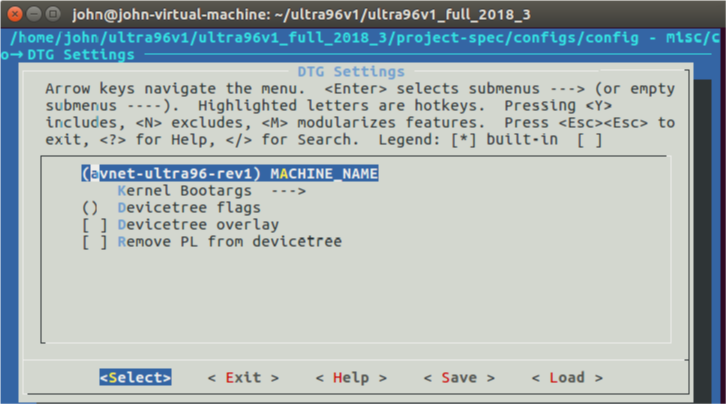 john@john-virtual-machine: ~/ultra96v1/ultra96v1_full_2018_3
/home/john/ultra96v1/ultra96v1_full_2018_3/project-spec/configs/config - misc/c
o→ DTG Settings
DTG Settings
Arrow keys navigate the menu. <Enter> selects submenus ---> (or empty
submenus ----). Highlighted letters are hotkeys. Pressing <Y>
includes, <N> excludes, <M> modularizes features. Press <Esc><Esc> to
exit, <?> for Help, </> for Search. Legend: [*] built-in [ ]
(avnet-ultra96-rev1) MACHINE_NAME
Kernel Bootargs --->
() Devicetree flags
[ ] Devicetree overlay
[ ] Remove PL from devicetree
<Select> < Exit > < Help > < Save > < Load >